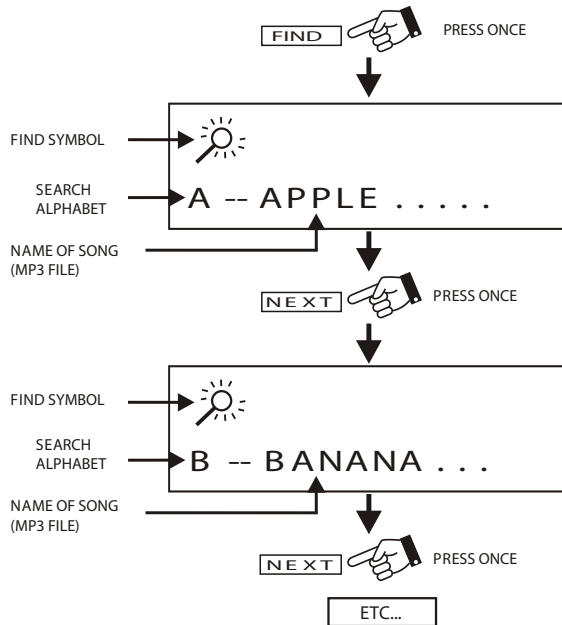 FIND
PRESS ONCE
FIND SYMBOL
SEARCH
ALPHABET
A -- APPLE . . . . .
NAME OF SONG
(MP3 FILE)
NEXT
PRESS ONCE
FIND SYMBOL
SEARCH
ALPHABET
B -- BANANA . . .
NAME OF SONG
(MP3 FILE)
NEXT
PRESS ONCE
ETC...